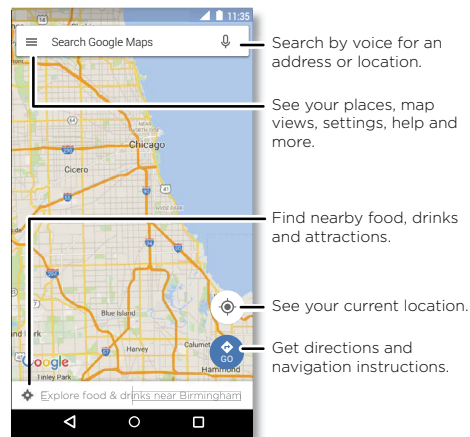 11:35
Search Google Maps
Search by voice for an
address or location.
See your places, map
views, settings, help and
more.
Chicago
Cicero
Find nearby food, drinks
and attractions.
See your current location.
Blue Island
Get directions and
navigation instructions.
GO
Harvey
Calumet
Google
Hammond
Tinley Park
Explore food & drinks near Birmingham